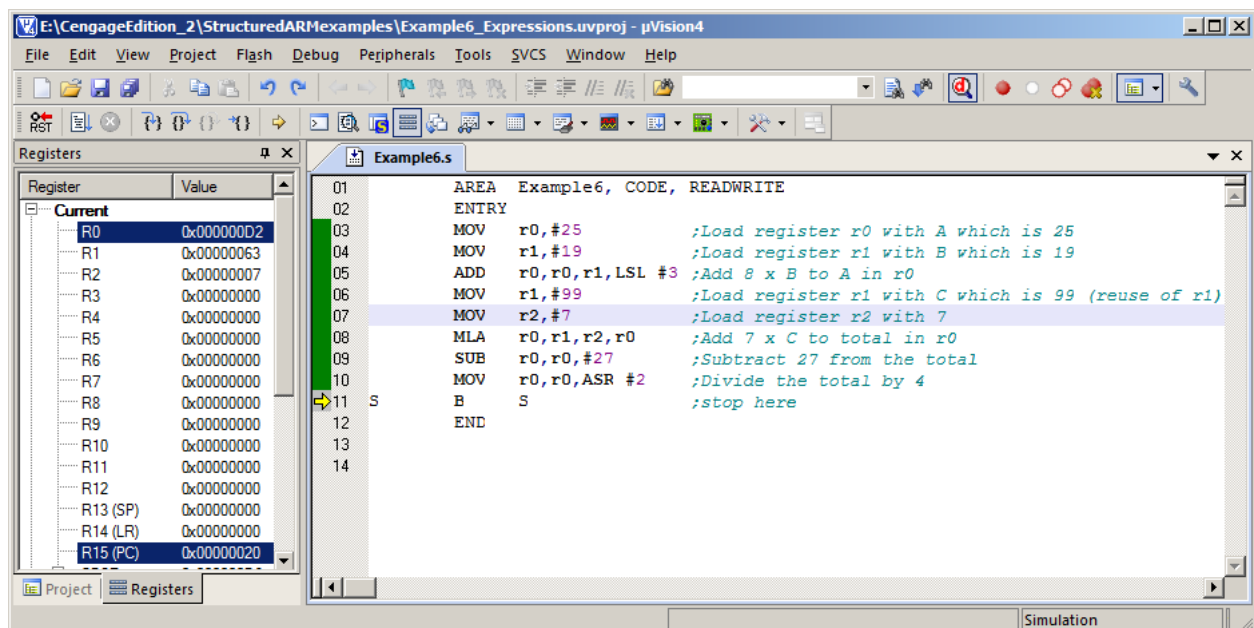 E:\CengageEdition_2\StructuredARMexamples\Example6_Expressions.uvproj - µVision4
File Edit View Project Flash Debug Peripherals Tools SVCS Window Help
RST
Registers
Example6.s
Register Value
Current
R0 0x000000D2
R1 0x00000063
R2 0x00000007
R3 0x00000000
R4 0x00000000
R5 0x00000000
R6 0x00000000
R7 0x00000000
R8 0x00000000
R9 0x00000000
R10 0x00000000
R11 0x00000000
R12 0x00000000
R13 (SP) 0x00000000
R14 (LR) 0x00000000
R15 (PC) 0x00000020
01 AREA Example6, CODE, READWRITE
02 ENTRY
03 MOV r0,#25 ;Load register r0 with A which is 25
04 MOV r1,#19 ;Load register r1 with B which is 19
05 ADD r0,r0,r1,LSL #3 ;Add 8 x B to A in r0
06 MOV r1,#99 ;Load register r1 with C which is 99 (reuse of r1)
07 MOV r2,#7 ;Load register r2 with 7
08 MLA r0,r1,r2,r0 ;Add 7 x C to total in r0
09 SUB r0,r0,#27 ;Subtract 27 from the total
10 MOV r0,r0,ASR #2 ;Divide the total by 4
11 S B S ;stop here
12 END
13
14
Project Registers
Simulation